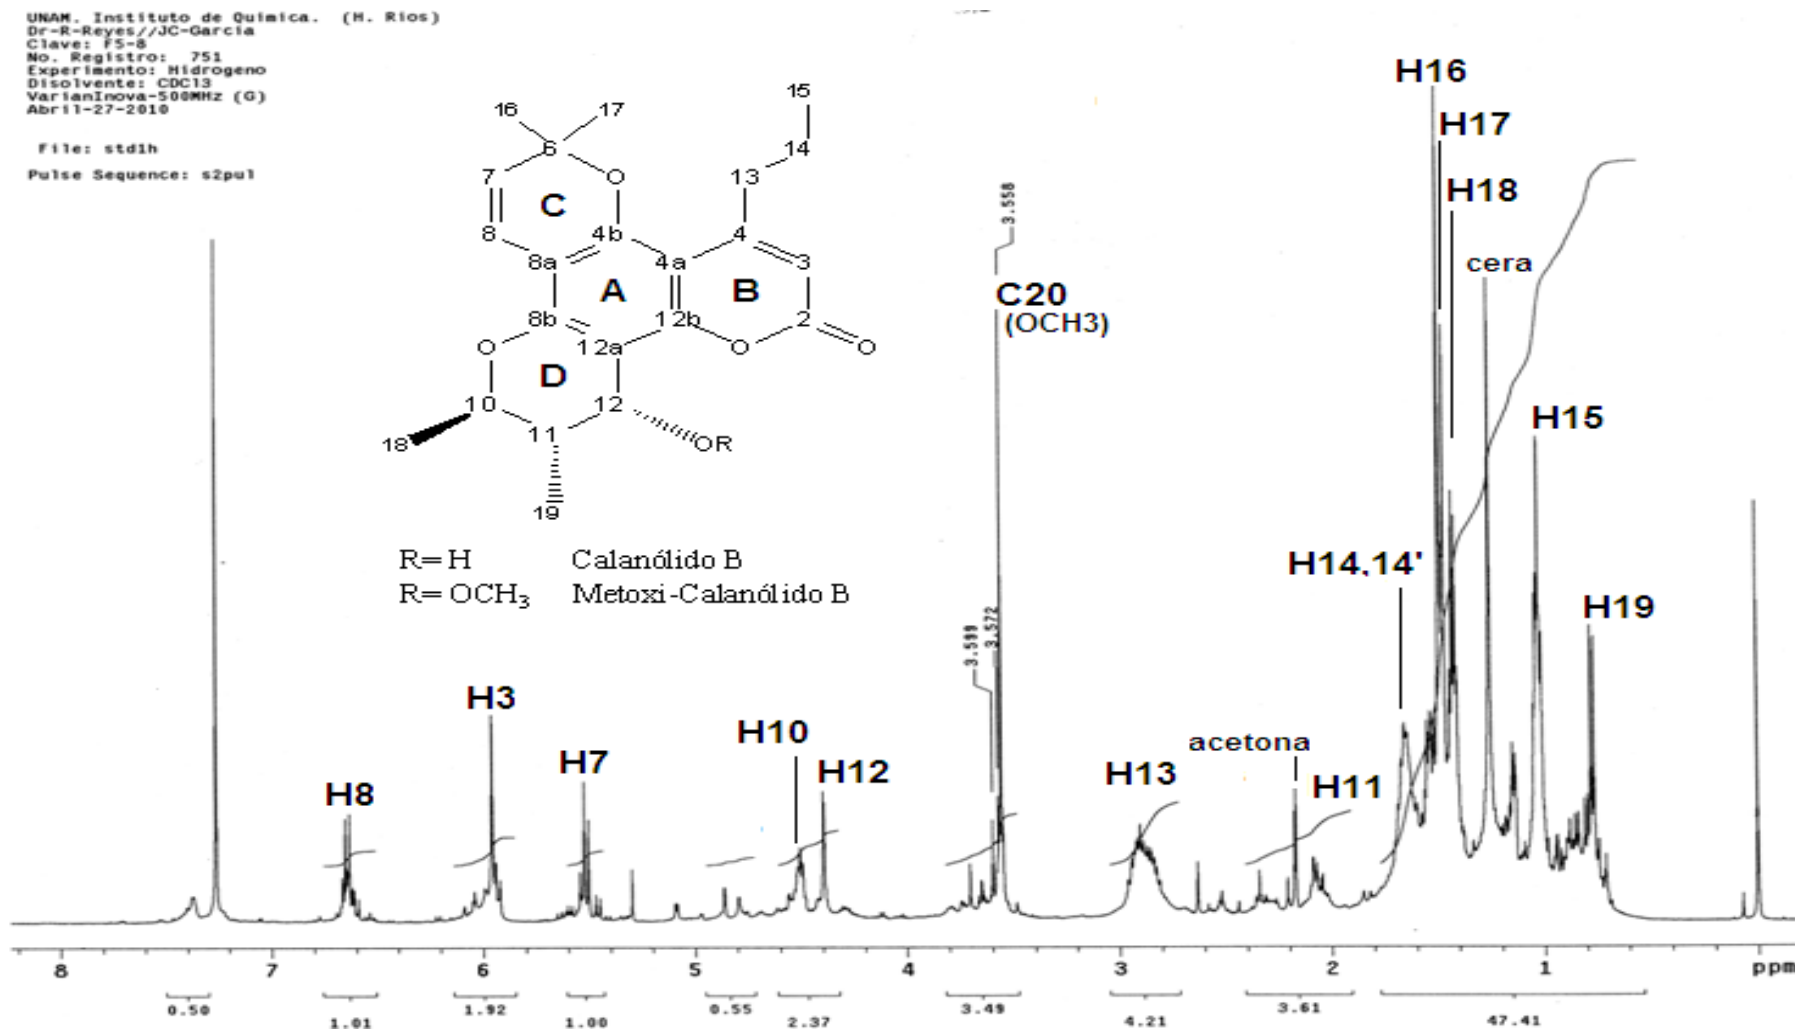 UNAM. Instituto de Quimica. (H. Rios)
Dr-R-Reyes//JC-Garcia
Clave: F5-8
No. Registro: 751
Experimento: Hidrogeno
Disolvente: CDCl3
VarianInova-500MHz (G)
Abril-27-2010
File: std1h
Pulse Sequence: s2pul
16
17
15
6
14
7
O
13
C
8
4b
4
3
8a
4a
A
B
8b
12b
2
O
12a
O
O
D
10
12
18
11
OR
19
R= H Calanólido B
R= OCH3 Metoxi-Calanólido B
H8
H3
H7
H10
H12
3.599
3.572
3.558
C20
(OCH3)
H13
acetona
H11
H14,14'
H16
H17
H18
cera
H15
H19
8 7 6 5 4 3 2 1 ppm
0.50 1.01 1.92 1.00 0.55 2.37 3.49 4.21 3.61 47.41